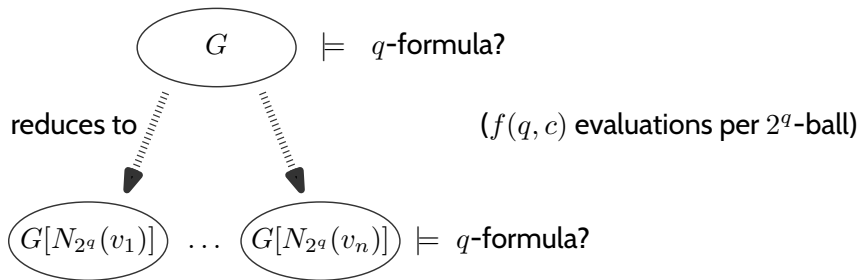 G ⊨ q-formula?
reduces to (f(q, c) evaluations per 2^q-ball)
G[N_{2^q}(v_1)] … G[N_{2^q}(v_n)] ⊨ q-formula?